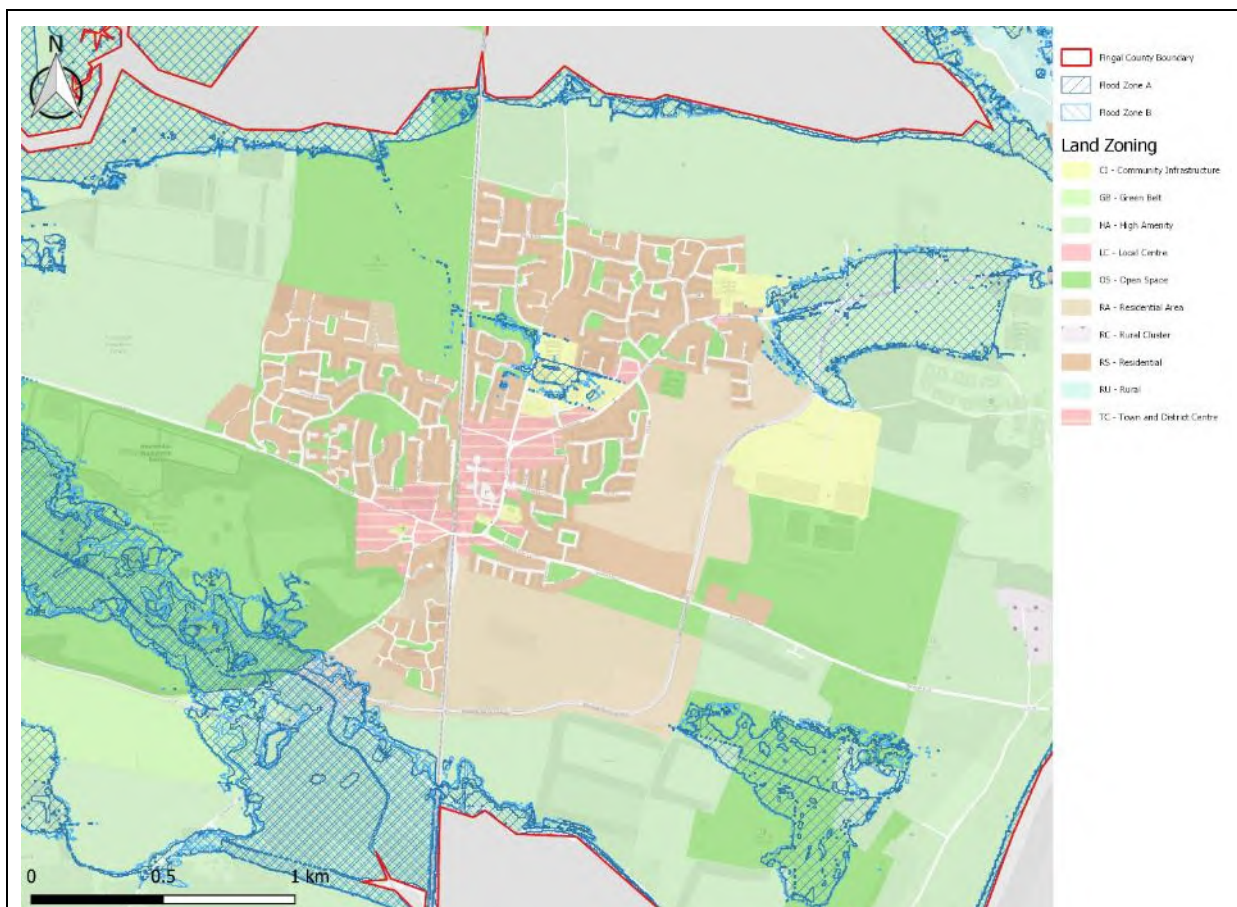 N
Fingal County Boundary
Flood Zone A
Flood Zone B
Land Zoning
CI - Community Infrastructure
GB - Green Belt
HA - High Amenity
LC - Local Centre
OS - Open Space
RA - Residential Area
RC - Rural Cluster
RS - Residential
RU - Rural
TC - Town and District Centre
0 0.5 1 km